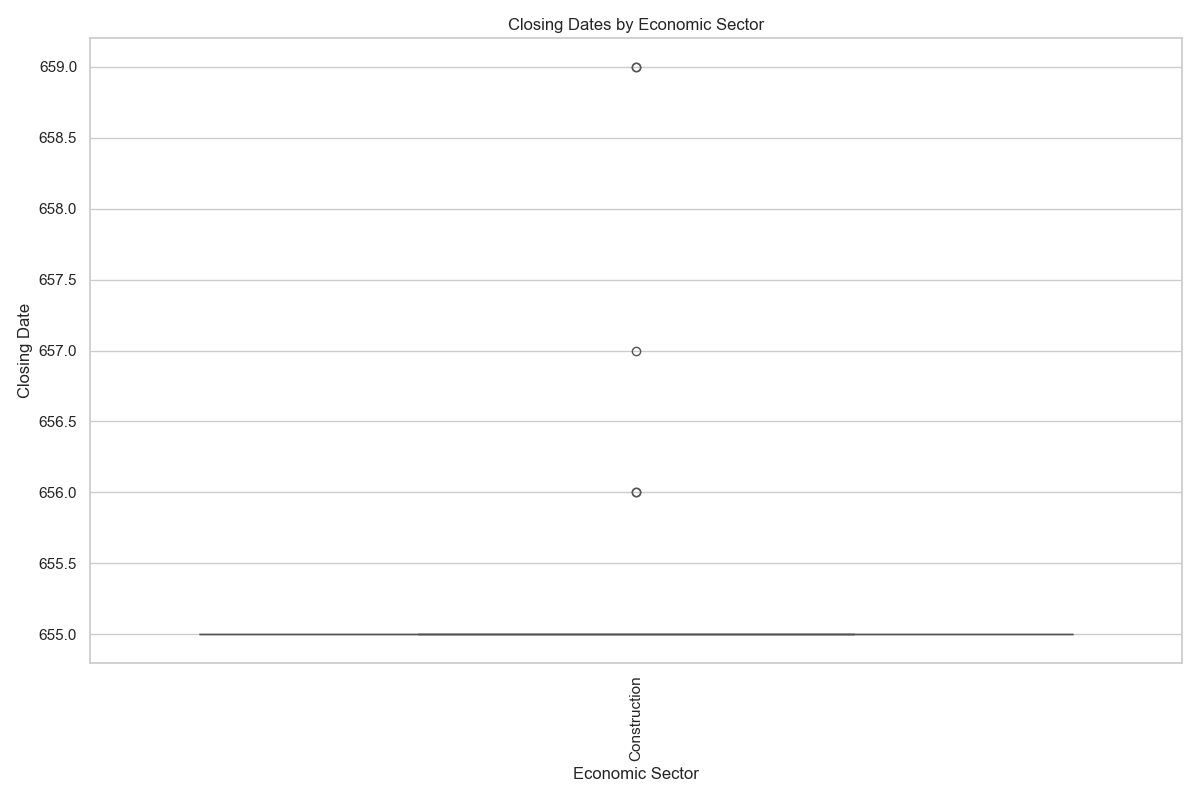 Closing Dates by Economic Sector
659.0
658.5
658.0
657.5
657.0
656.5
656.0
655.5
655.0
Closing Date
Construction
Economic Sector